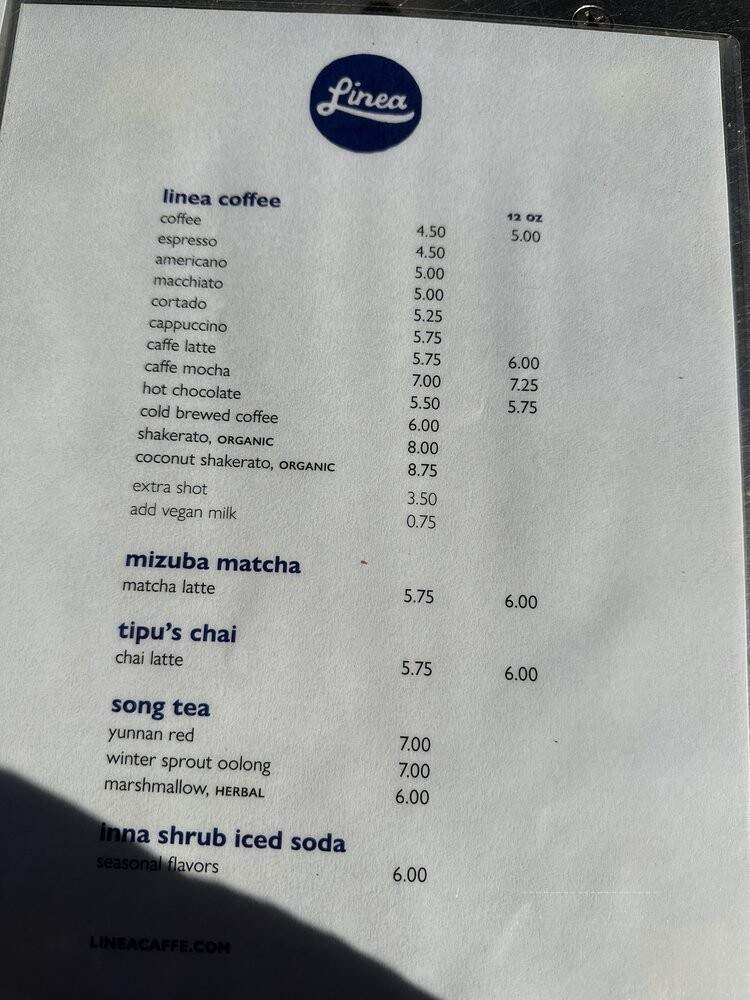 Linea
linea coffee
12 OZ
coffee 4.50 5.00
espresso 4.50
americano 5.00
macchiato 5.00
cortado 5.25
cappuccino 5.75
caffe latte 5.75 6.00
caffe mocha 7.00 7.25
hot chocolate 5.50 5.75
cold brewed coffee 6.00
shakerato, ORGANIC 8.00
coconut shakerato, ORGANIC 8.75
extra shot 3.50
add vegan milk 0.75
mizuba matcha
matcha latte 5.75 6.00
tipu's chai
chai latte 5.75 6.00
song tea
yunnan red 7.00
winter sprout oolong 7.00
marshmallow, HERBAL 6.00
inna shrub iced soda
seasonal flavors 6.00
LINEACAFFE.COM